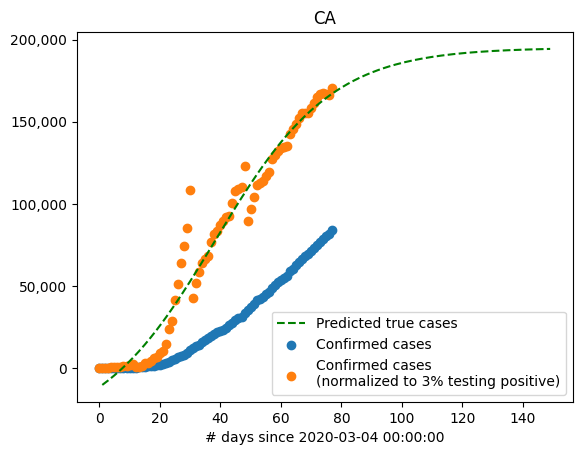 CA
200,000
150,000
100,000
50,000
0
Predicted true cases
Confirmed cases
Confirmed cases
(normalized to 3% testing positive)
0 20 40 60 80 100 120 140
# days since 2020-03-04 00:00:00